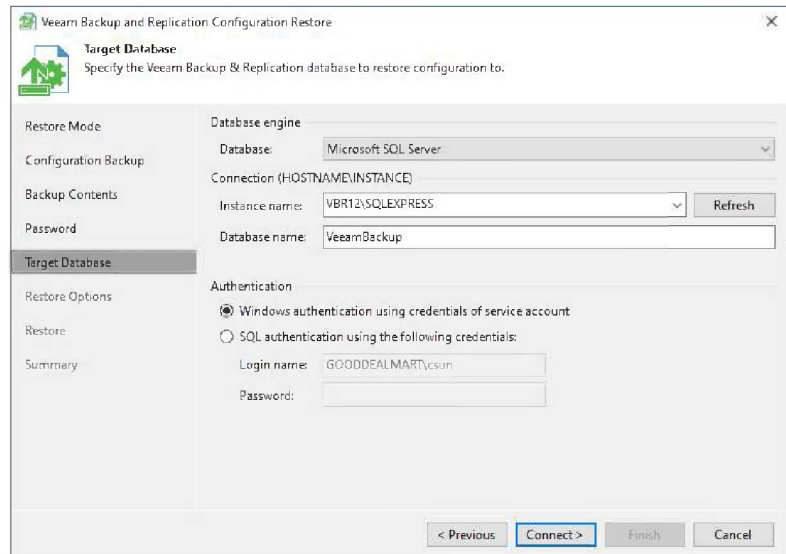 Veeam Backup and Replication Configuration Restore
Target Database
Specify the Veeam Backup & Replication database to restore configuration to.
Restore Mode
Configuration Backup
Backup Contents
Password
Target Database
Restore Options
Restore
Summary
Database engine
Database: Microsoft SQL Server
Connection (HOSTNAME\INSTANCE)
Instance name: VBR12\SQLEXPRESS Refresh
Database name: VeeamBackup
Authentication
Windows authentication using credentials of service account
SQL authentication using the following credentials:
Login name: GOODDEALMART\csun
Password:
< Previous Connect > Finish Cancel